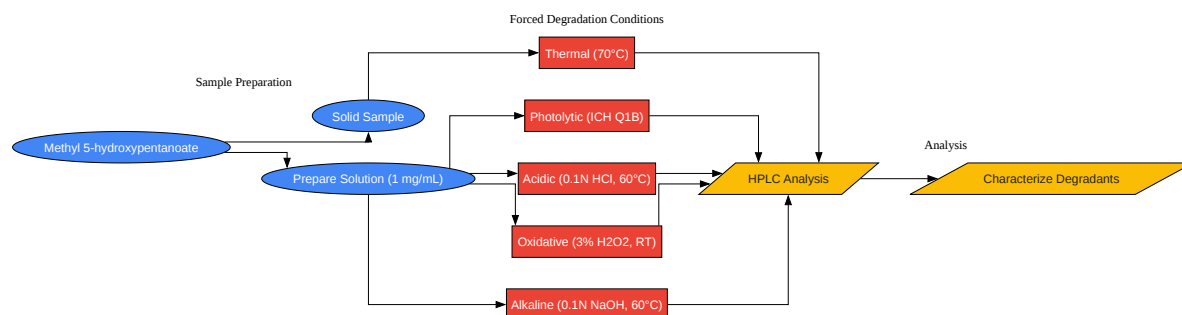 Forced Degradation Conditions
Thermal (70°C)
Sample Preparation
Solid Sample
Photolytic (ICH Q1B)
Methyl 5-hydroxypentanoate
Analysis
Prepare Solution (1 mg/mL)
Acidic (0.1N HCl, 60°C)
HPLC Analysis
Characterize Degradants
Oxidative (3% H2O2, RT)
Alkaline (0.1N NaOH, 60°C)